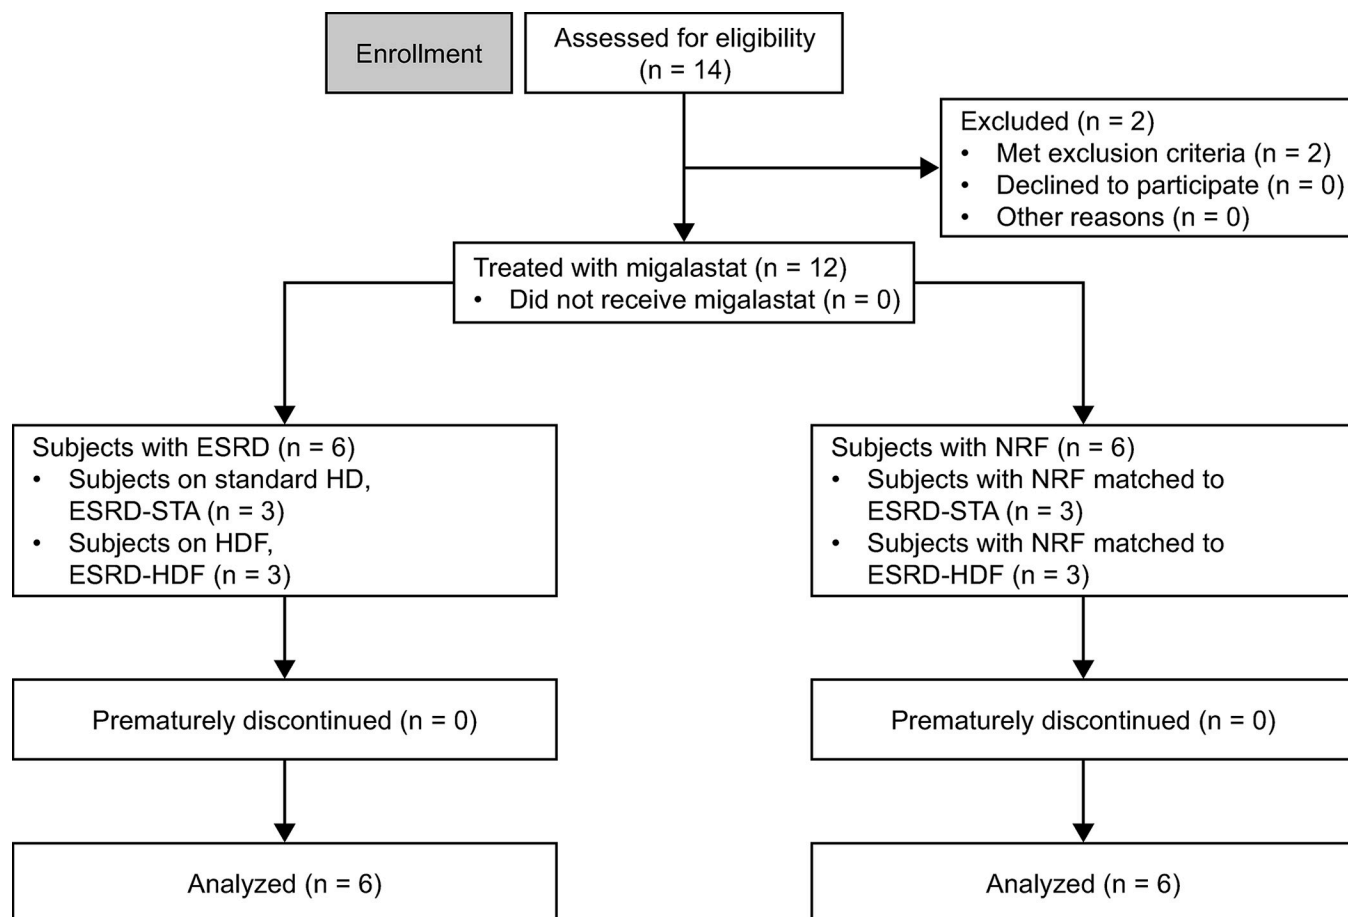 Enrollment
Assessed for eligibility
(n = 14)
Excluded (n = 2)
• Met exclusion criteria (n = 2)
• Declined to participate (n = 0)
• Other reasons (n = 0)
Treated with migalastat (n = 12)
• Did not receive migalastat (n = 0)
Subjects with ESRD (n = 6)
• Subjects on standard HD,
ESRD-STA (n = 3)
• Subjects on HDF,
ESRD-HDF (n = 3)
Subjects with NRF (n = 6)
• Subjects with NRF matched to
ESRD-STA (n = 3)
• Subjects with NRF matched to
ESRD-HDF (n = 3)
Prematurely discontinued (n = 0)
Prematurely discontinued (n = 0)
Analyzed (n = 6)
Analyzed (n = 6)